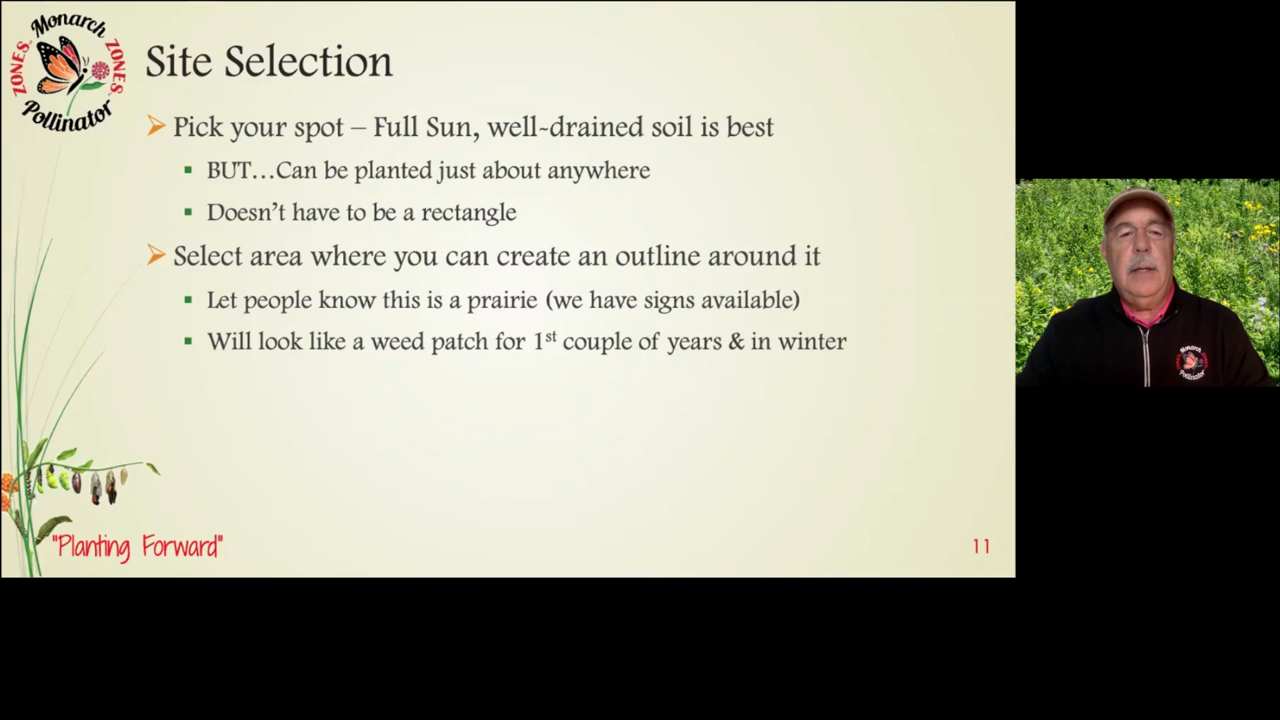 Monarch
ZONES
ZONES
Pollinator
Site Selection
Pick your spot – Full Sun, well-drained soil is best
BUT…Can be planted just about anywhere
Doesn't have to be a rectangle
Select area where you can create an outline around it
Let people know this is a prairie (we have signs available)
Will look like a weed patch for 1st couple of years & in winter
"Planting Forward"
11
Monarch
Pollinator